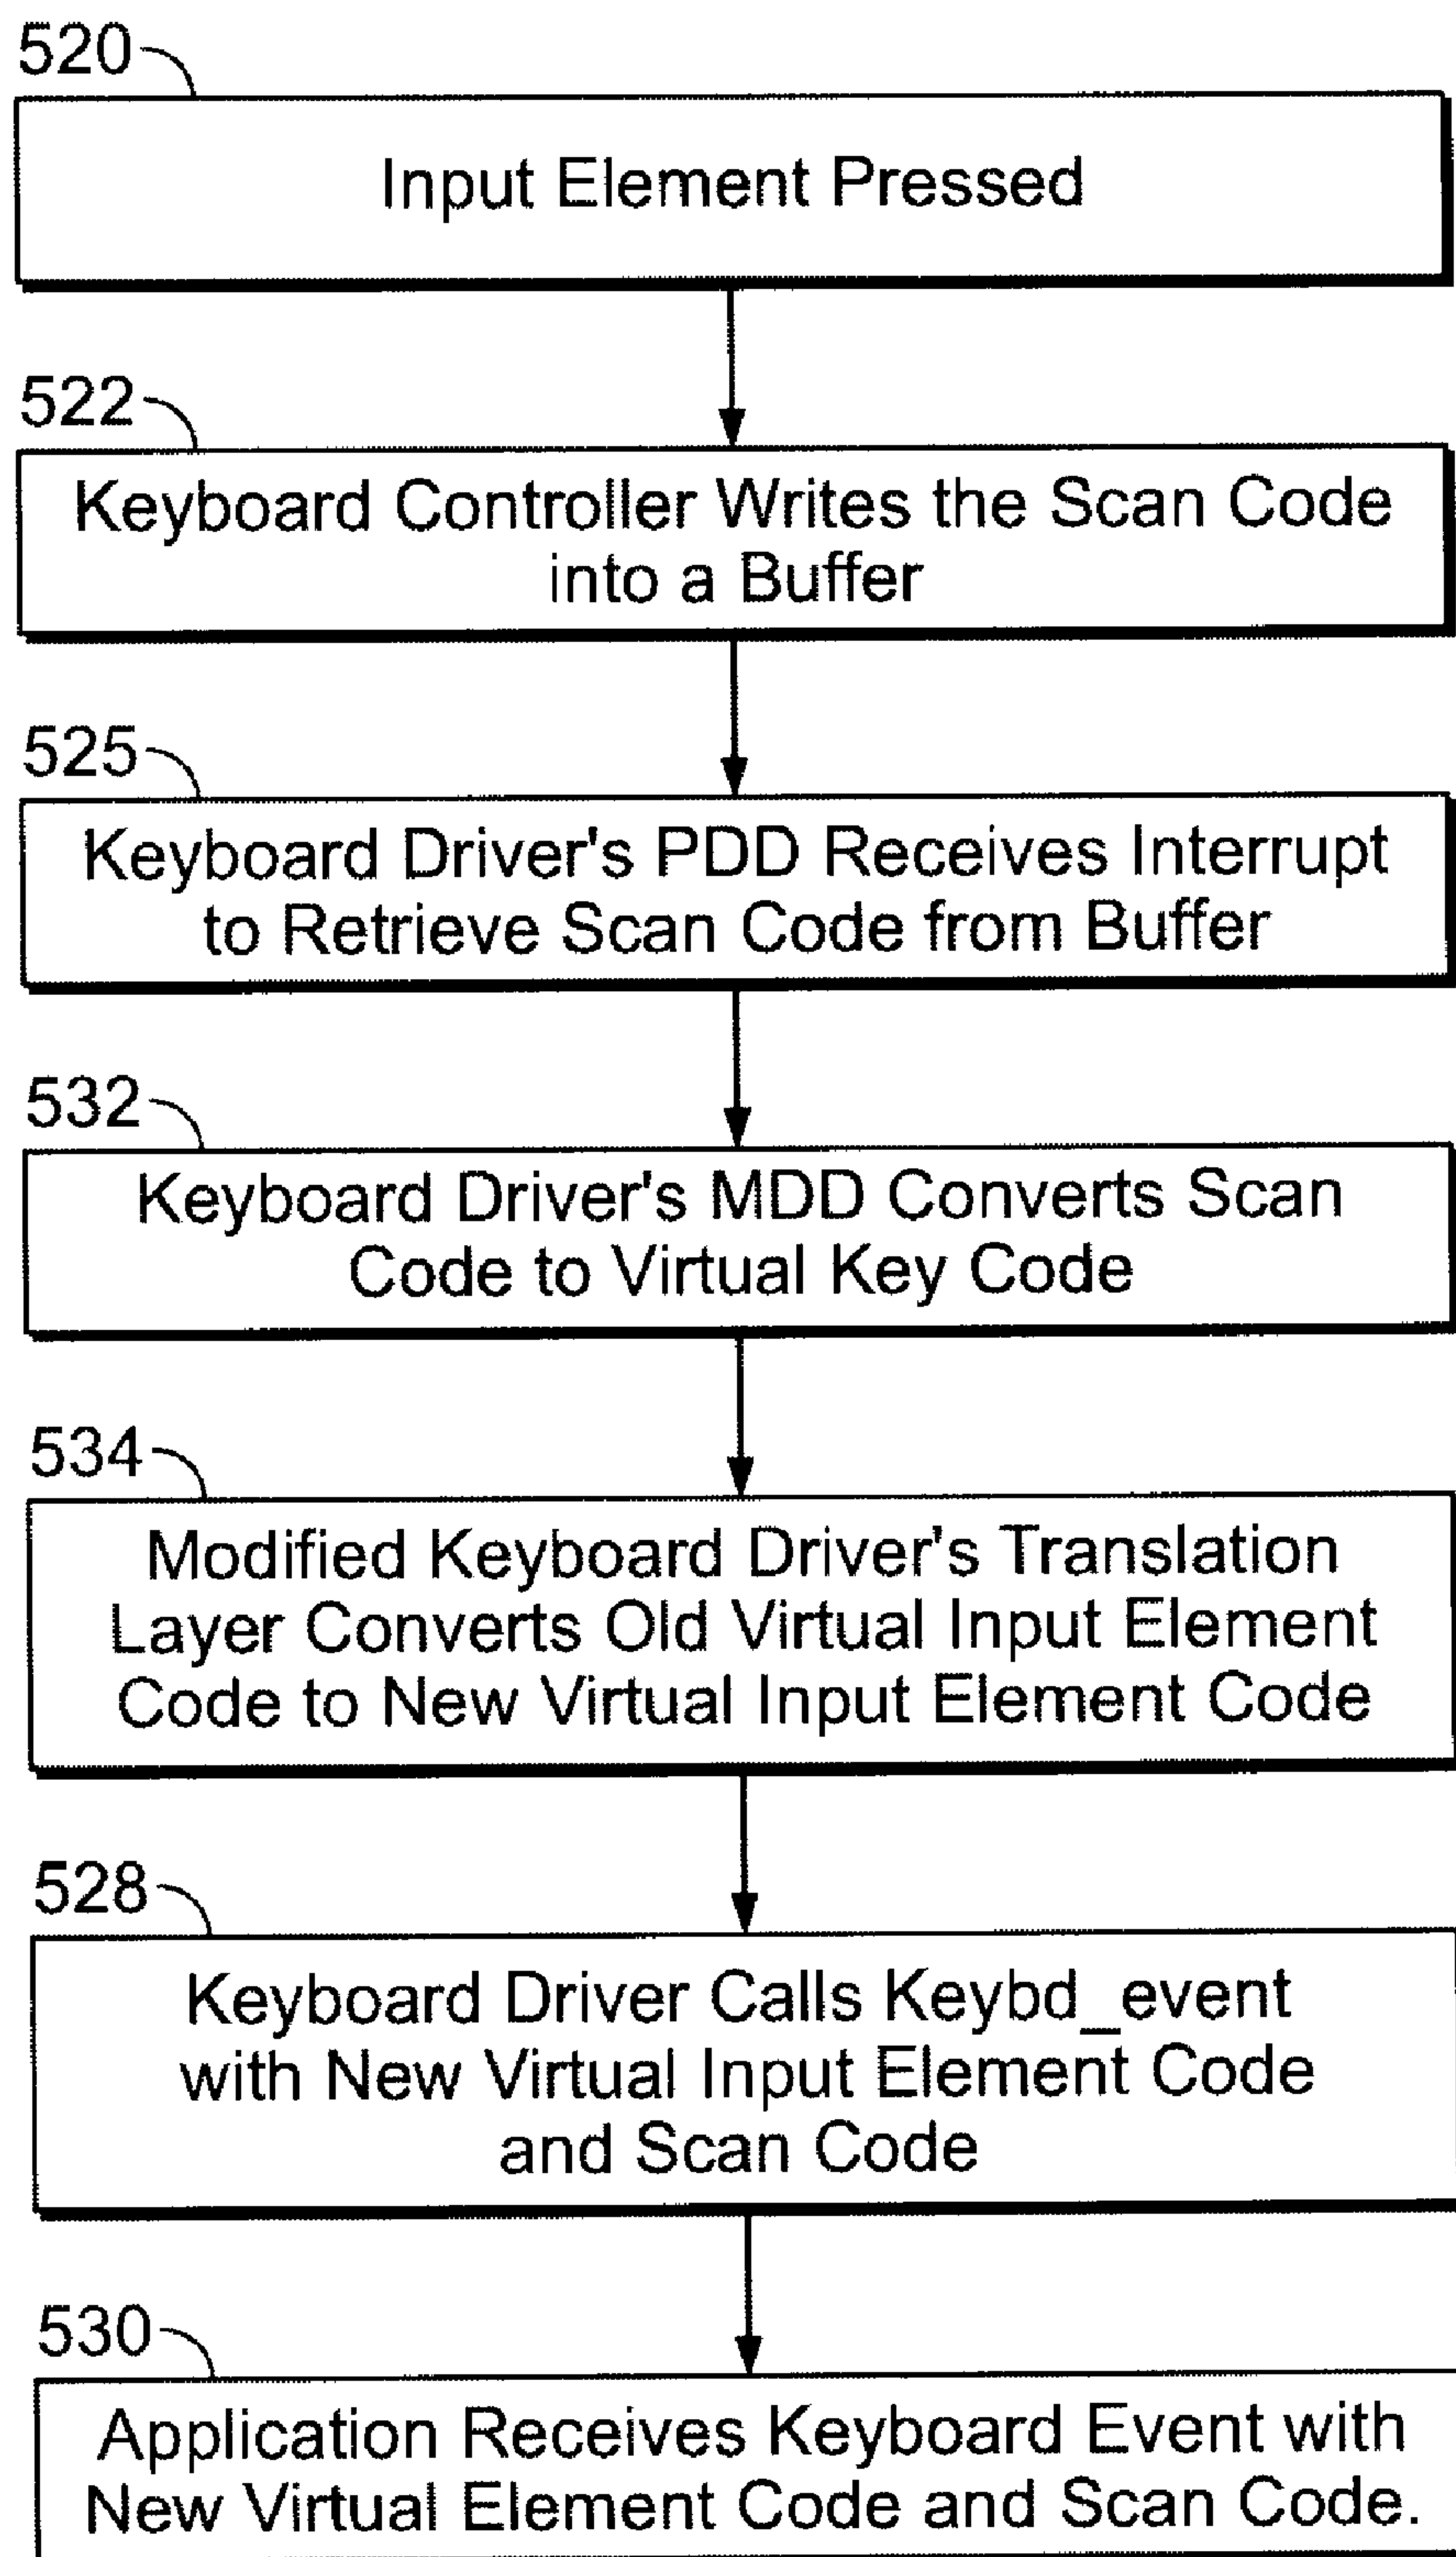 520
Input Element Pressed
522
Keyboard Controller Writes the Scan Code
into a Buffer
525
Keyboard Driver's PDD Receives Interrupt
to Retrieve Scan Code from Buffer
532
Keyboard Driver's MDD Converts Scan
Code to Virtual Key Code
534
Modified Keyboard Driver's Translation
Layer Converts Old Virtual Input Element
Code to New Virtual Input Element Code
528
Keyboard Driver Calls Keybd_event
with New Virtual Input Element Code
and Scan Code
530
Application Receives Keyboard Event with
New Virtual Element Code and Scan Code.